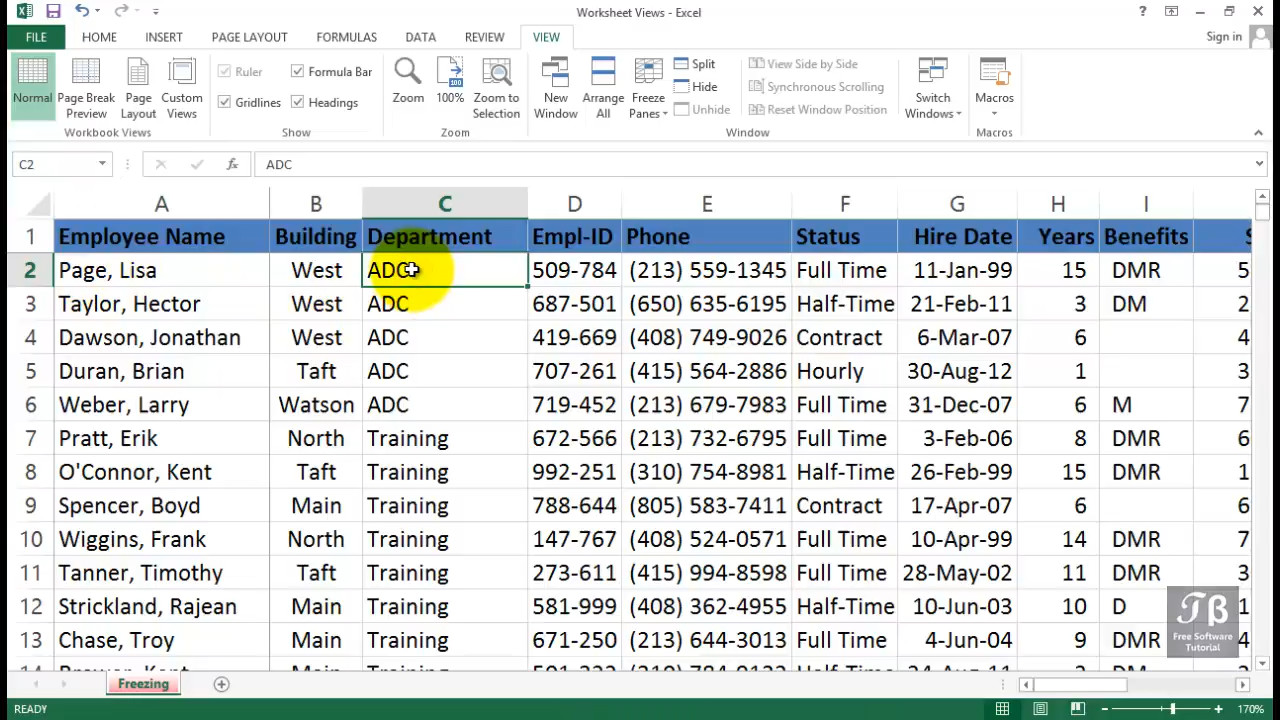 Worksheet Views - Excel
FILE HOME INSERT PAGE LAYOUT FORMULAS DATA REVIEW VIEW Sign in
Normal Page Break Preview Page Layout Custom Views
Workbook Views
Ruler Formula Bar
Gridlines Headings
Show
Zoom 100% Zoom to Selection
Zoom
New Window Arrange All Freeze Panes
Split
Hide
Unhide
View Side by Side
Synchronous Scrolling
Reset Window Position
Switch Windows
Window
Macros
Macros
C2 fx ADC
A B C D E F G H I
1 Employee Name Building Department Empl-ID Phone Status Hire Date Years Benefits S
2 Page, Lisa West ADC 509-784 (213) 559-1345 Full Time 11-Jan-99 15 DMR 5
3 Taylor, Hector West ADC 687-501 (650) 635-6195 Half-Time 21-Feb-11 3 DM 2
4 Dawson, Jonathan West ADC 419-669 (408) 749-9026 Contract 6-Mar-07 6 4
5 Duran, Brian Taft ADC 707-261 (415) 564-2886 Hourly 30-Aug-12 1 3
6 Weber, Larry Watson ADC 719-452 (213) 679-7983 Full Time 31-Dec-07 6 M 7
7 Pratt, Erik North Training 672-566 (213) 732-6795 Full Time 3-Feb-06 8 DMR 6
8 O'Connor, Kent Taft Training 992-251 (310) 754-8981 Half-Time 26-Feb-99 15 DMR 1
9 Spencer, Boyd Main Training 788-644 (805) 583-7411 Contract 17-Apr-07 6 6
10 Wiggins, Frank North Training 147-767 (408) 524-0571 Full Time 10-Apr-99 14 DMR 7
11 Tanner, Timothy Taft Training 273-611 (415) 994-8598 Full Time 28-May-02 11 DMR 3
12 Strickland, Rajean Main Training 581-999 (408) 362-4955 Half-Time 10-Jun-03 10 D 1
13 Chase, Troy Main Training 671-250 (213) 644-3013 Full Time 4-Jun-04 9 DMR 4
Free Software
Tutorial
Freezing
READY 170%